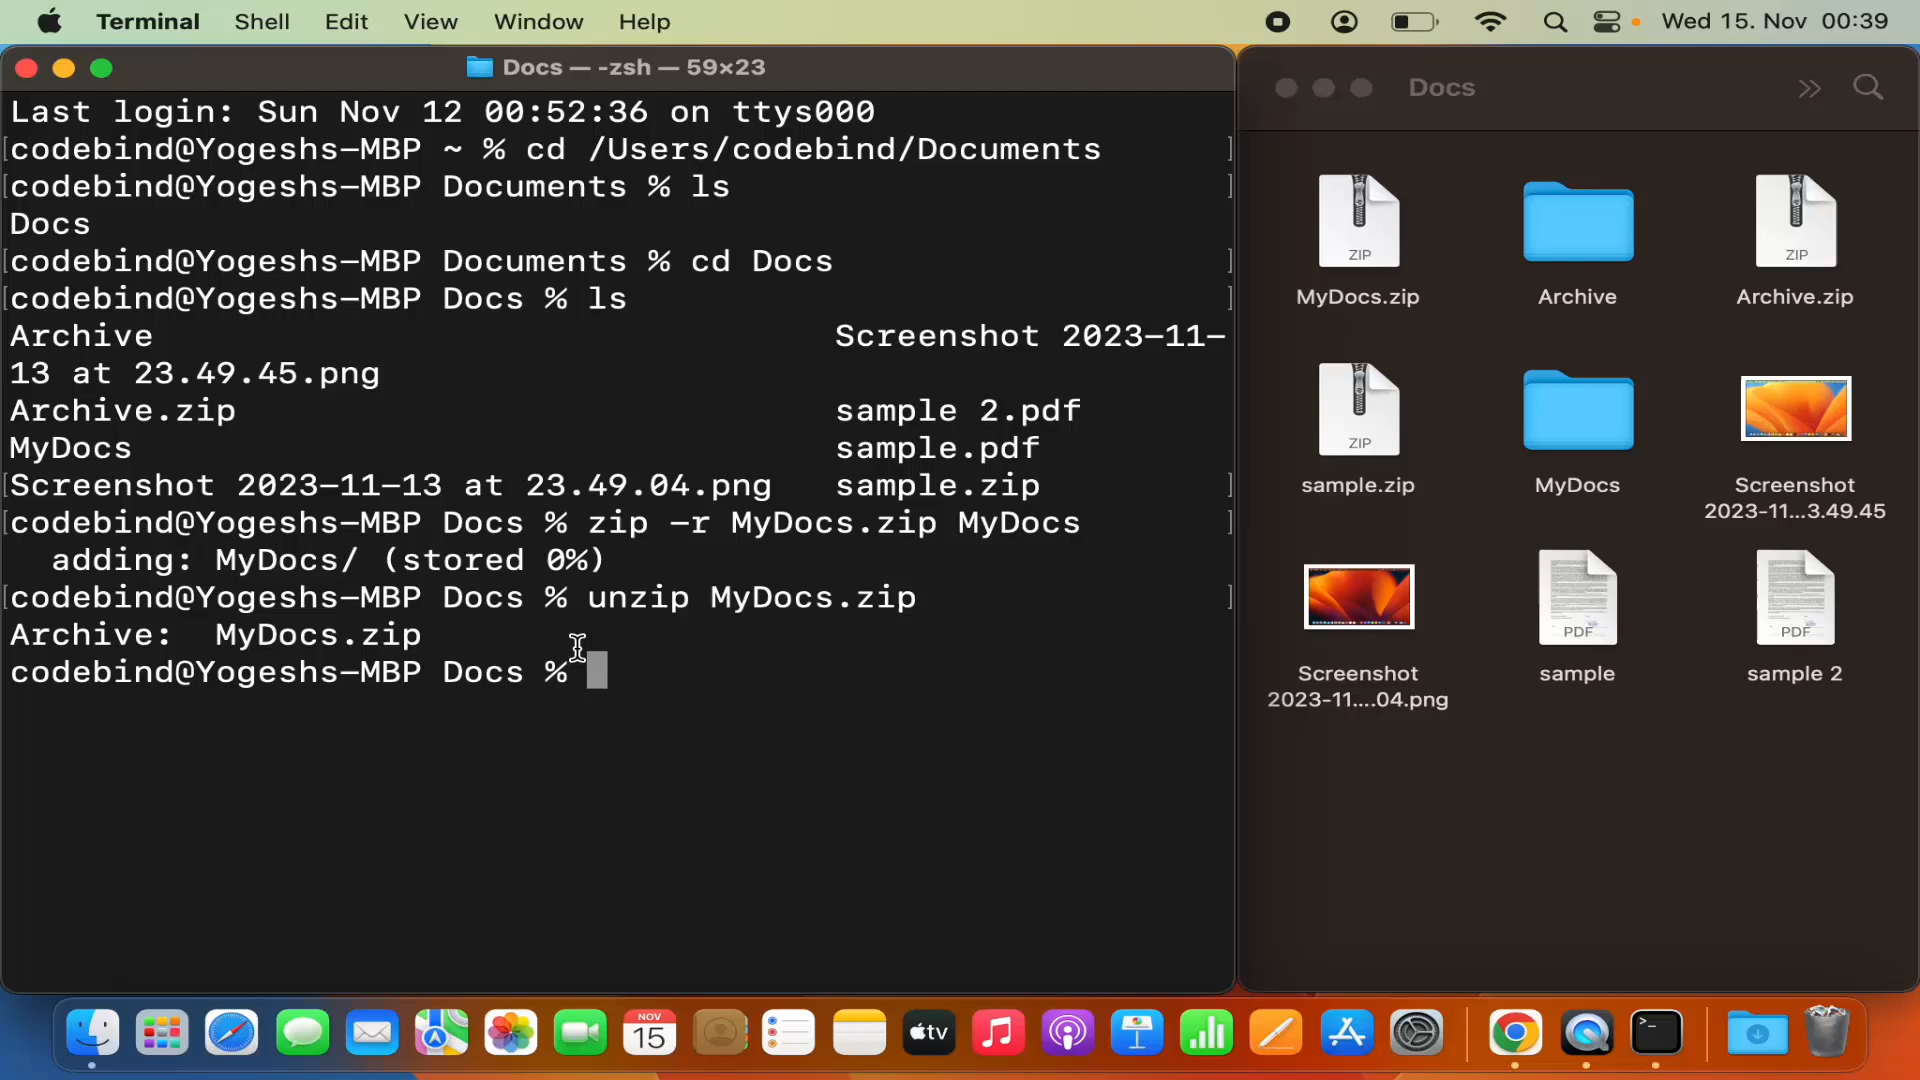 Terminal Shell Edit View Window Help Wed 15. Nov 00:39
Docs — -zsh — 59×23
Last login: Sun Nov 12 00:52:36 on ttys000
[codebind@Yogeshs-MBP ~ % cd /Users/codebind/Documents ]
[codebind@Yogeshs-MBP Documents % ls ]
Docs
[codebind@Yogeshs-MBP Documents % cd Docs ]
[codebind@Yogeshs-MBP Docs % ls ]
Archive Screenshot 2023-11-
13 at 23.49.45.png
Archive.zip sample 2.pdf
MyDocs sample.pdf
[Screenshot 2023-11-13 at 23.49.04.png sample.zip ]
[codebind@Yogeshs-MBP Docs % zip -r MyDocs.zip MyDocs ]
adding: MyDocs/ (stored 0%)
[codebind@Yogeshs-MBP Docs % unzip MyDocs.zip ]
Archive: MyDocs.zip
codebind@Yogeshs-MBP Docs %
Docs
ZIP ZIP
MyDocs.zip Archive Archive.zip
ZIP
sample.zip MyDocs Screenshot
2023-11...3.49.45
PDF PDF
Screenshot sample sample 2
2023-11....04.png
NOV
15
tv